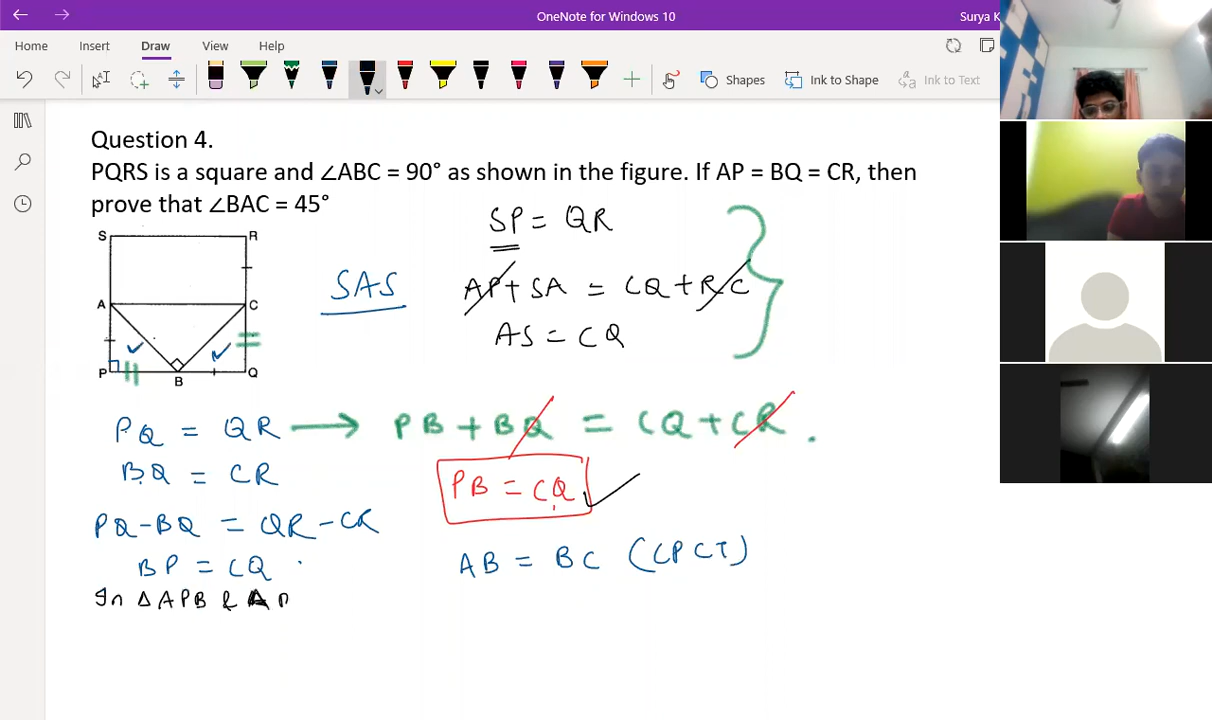 OneNote for Windows 10
Surya K
Home Insert Draw View Help
Shapes Ink to Shape Ink to Text
Question 4.
PQRS is a square and ∠ABC = 90° as shown in the figure. If AP = BQ = CR, then
prove that ∠BAC = 45°
S R
A C
P B Q
SAS
SP = QR
AP + SA = CQ + RC
AS = CQ
PQ = QR → PB + BQ = CQ + CR .
BQ = CR
PB = CQ
PQ - BQ = QR - CR
BP = CQ
AB = BC (CPCT)
In Δ APB &